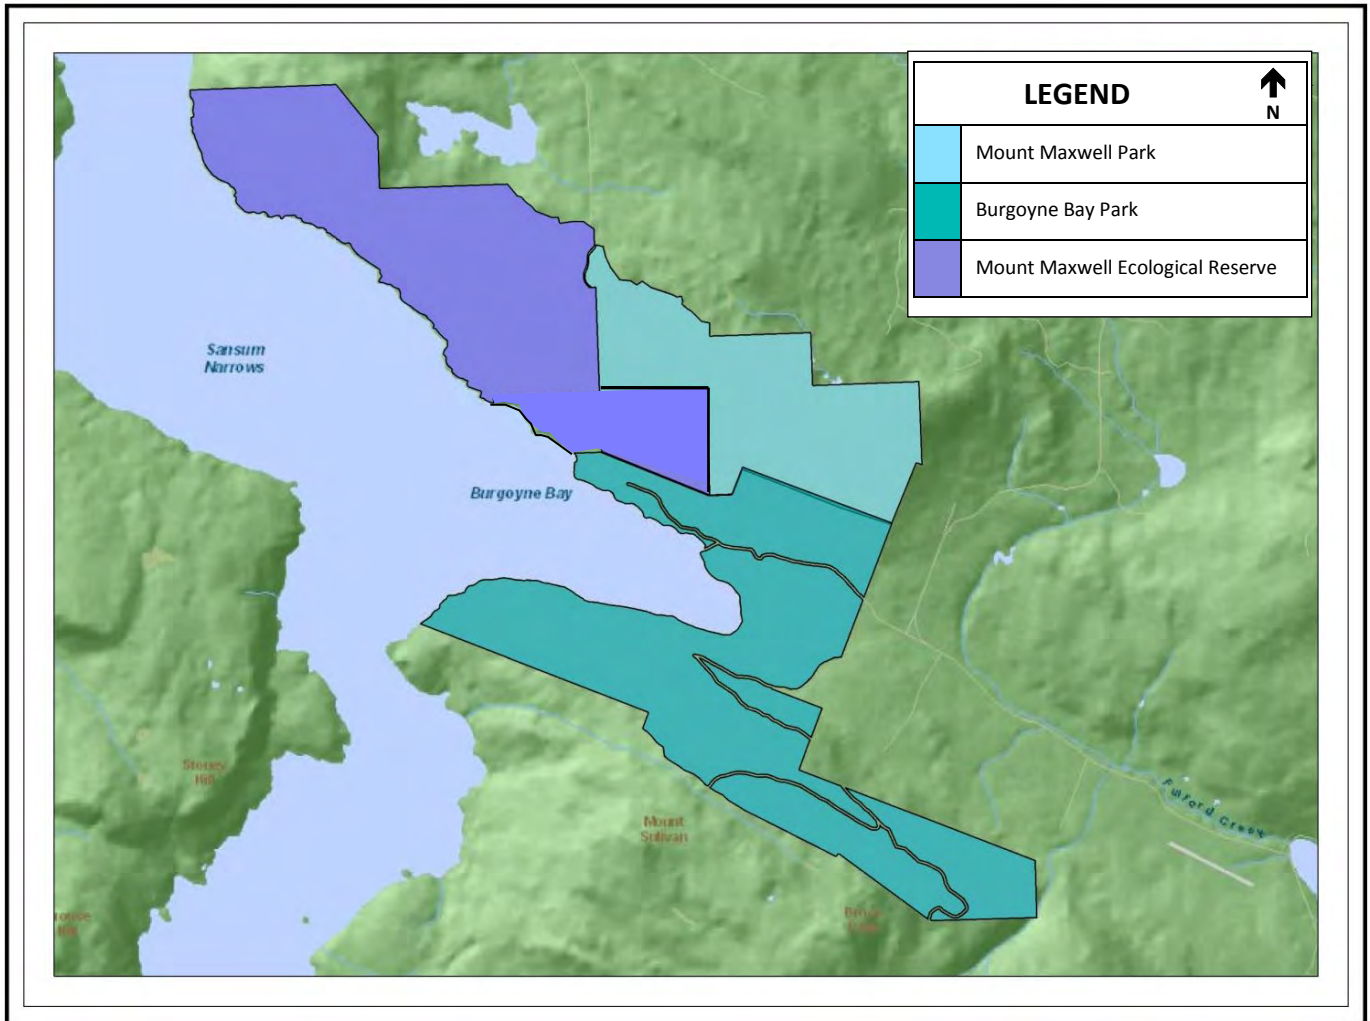 LEGEND
N
Mount Maxwell Park
Burgoyne Bay Park
Mount Maxwell Ecological Reserve
Sansum
Narrows
Burgoyne Bay
Mount
Sullivan
Fulford Creek
Hill